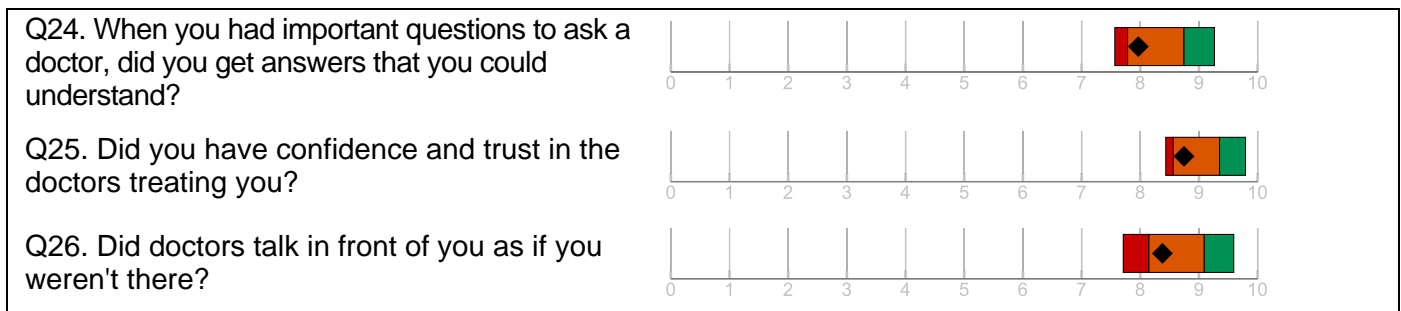 Q24. When you had important questions to ask a
doctor, did you get answers that you could
understand?
0 1 2 3 4 5 6 7 8 9 10
Q25. Did you have confidence and trust in the
doctors treating you?
0 1 2 3 4 5 6 7 8 9 10
Q26. Did doctors talk in front of you as if you
weren't there?
0 1 2 3 4 5 6 7 8 9 10